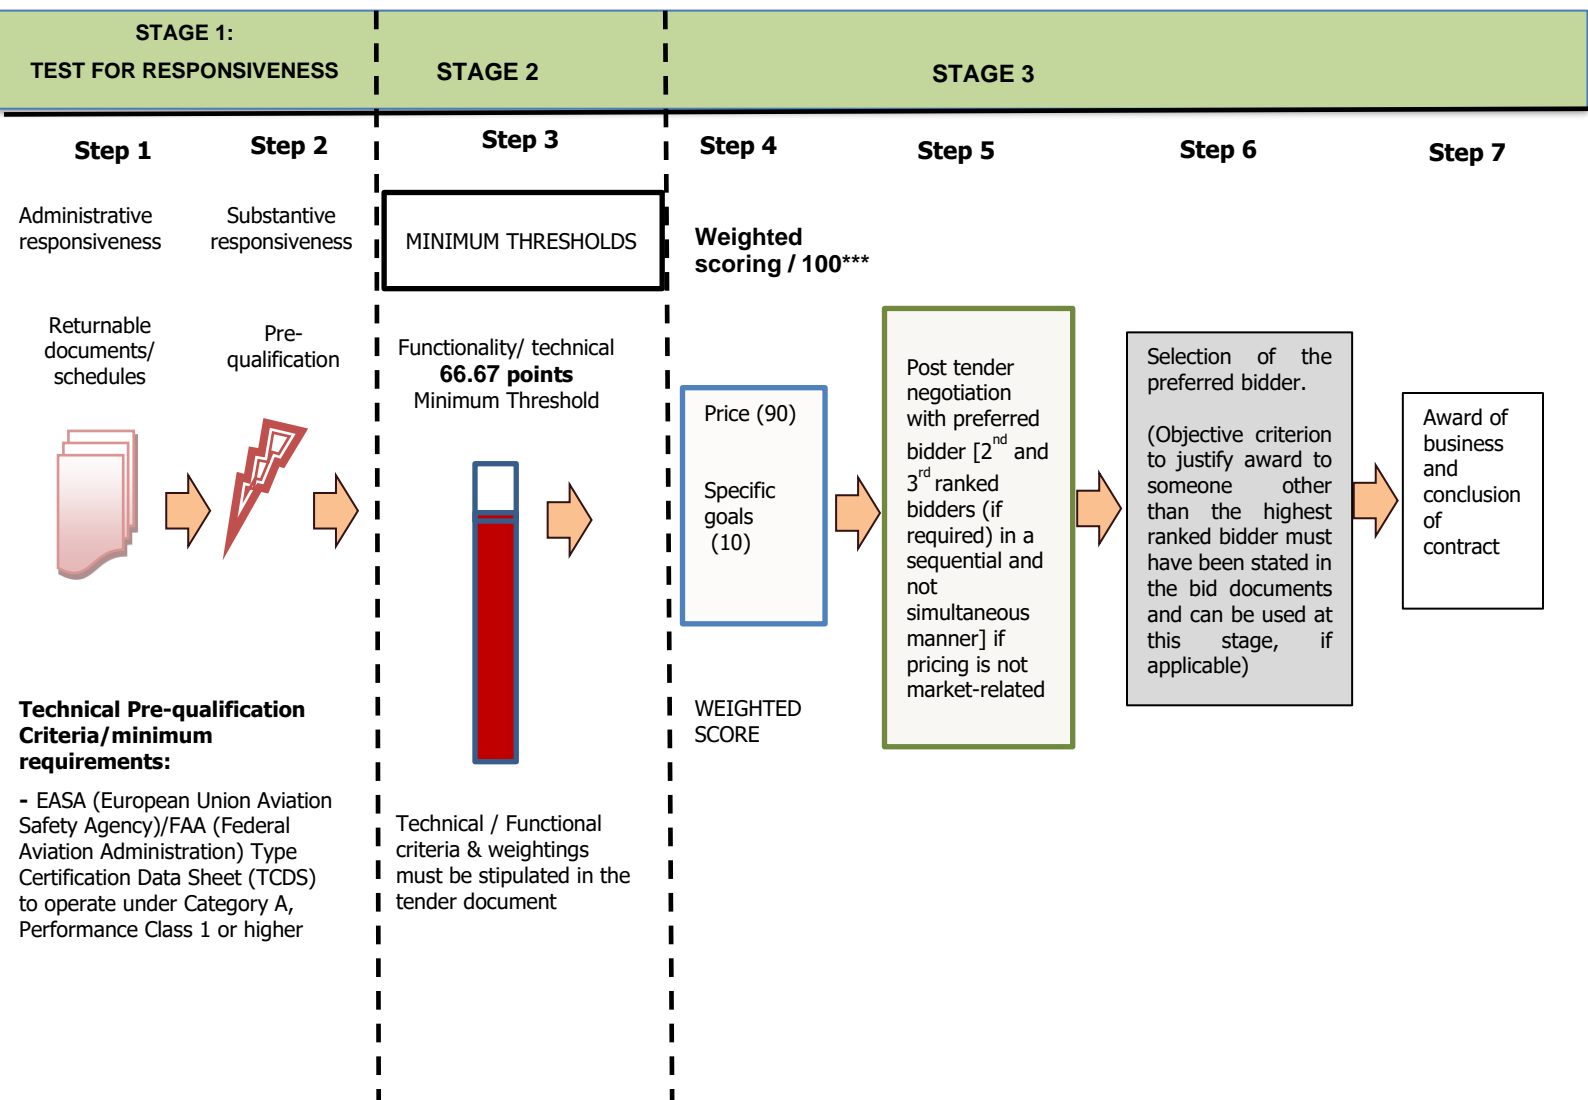 STAGE 1:
TEST FOR RESPONSIVENESS
STAGE 2
STAGE 3
Step 1
Step 2
Step 3
Step 4
Step 5
Step 6
Step 7
Administrative
responsiveness
Substantive
responsiveness
MINIMUM THRESHOLDS
Weighted
scoring / 100***
Returnable
documents/
schedules
Pre-
qualification
Functionality/ technical
66.67 points
Minimum Threshold
Price (90)
Specific
goals
(10)
WEIGHTED
SCORE
Post tender
negotiation
with preferred
bidder [2nd and
3rd ranked
bidders (if
required) in a
sequential and
not
simultaneous
manner] if
pricing is not
market-related
Selection of the
preferred bidder.
(Objective criterion
to justify award to
someone other
than the highest
ranked bidder must
have been stated in
the bid documents
and can be used at
this stage, if
applicable)
Award of
business
and
conclusion
of
contract
Technical Pre-qualification
Criteria/minimum
requirements:
- EASA (European Union Aviation
Safety Agency)/FAA (Federal
Aviation Administration) Type
Certification Data Sheet (TCDS)
to operate under Category A,
Performance Class 1 or higher
Technical / Functional
criteria & weightings
must be stipulated in the
tender document